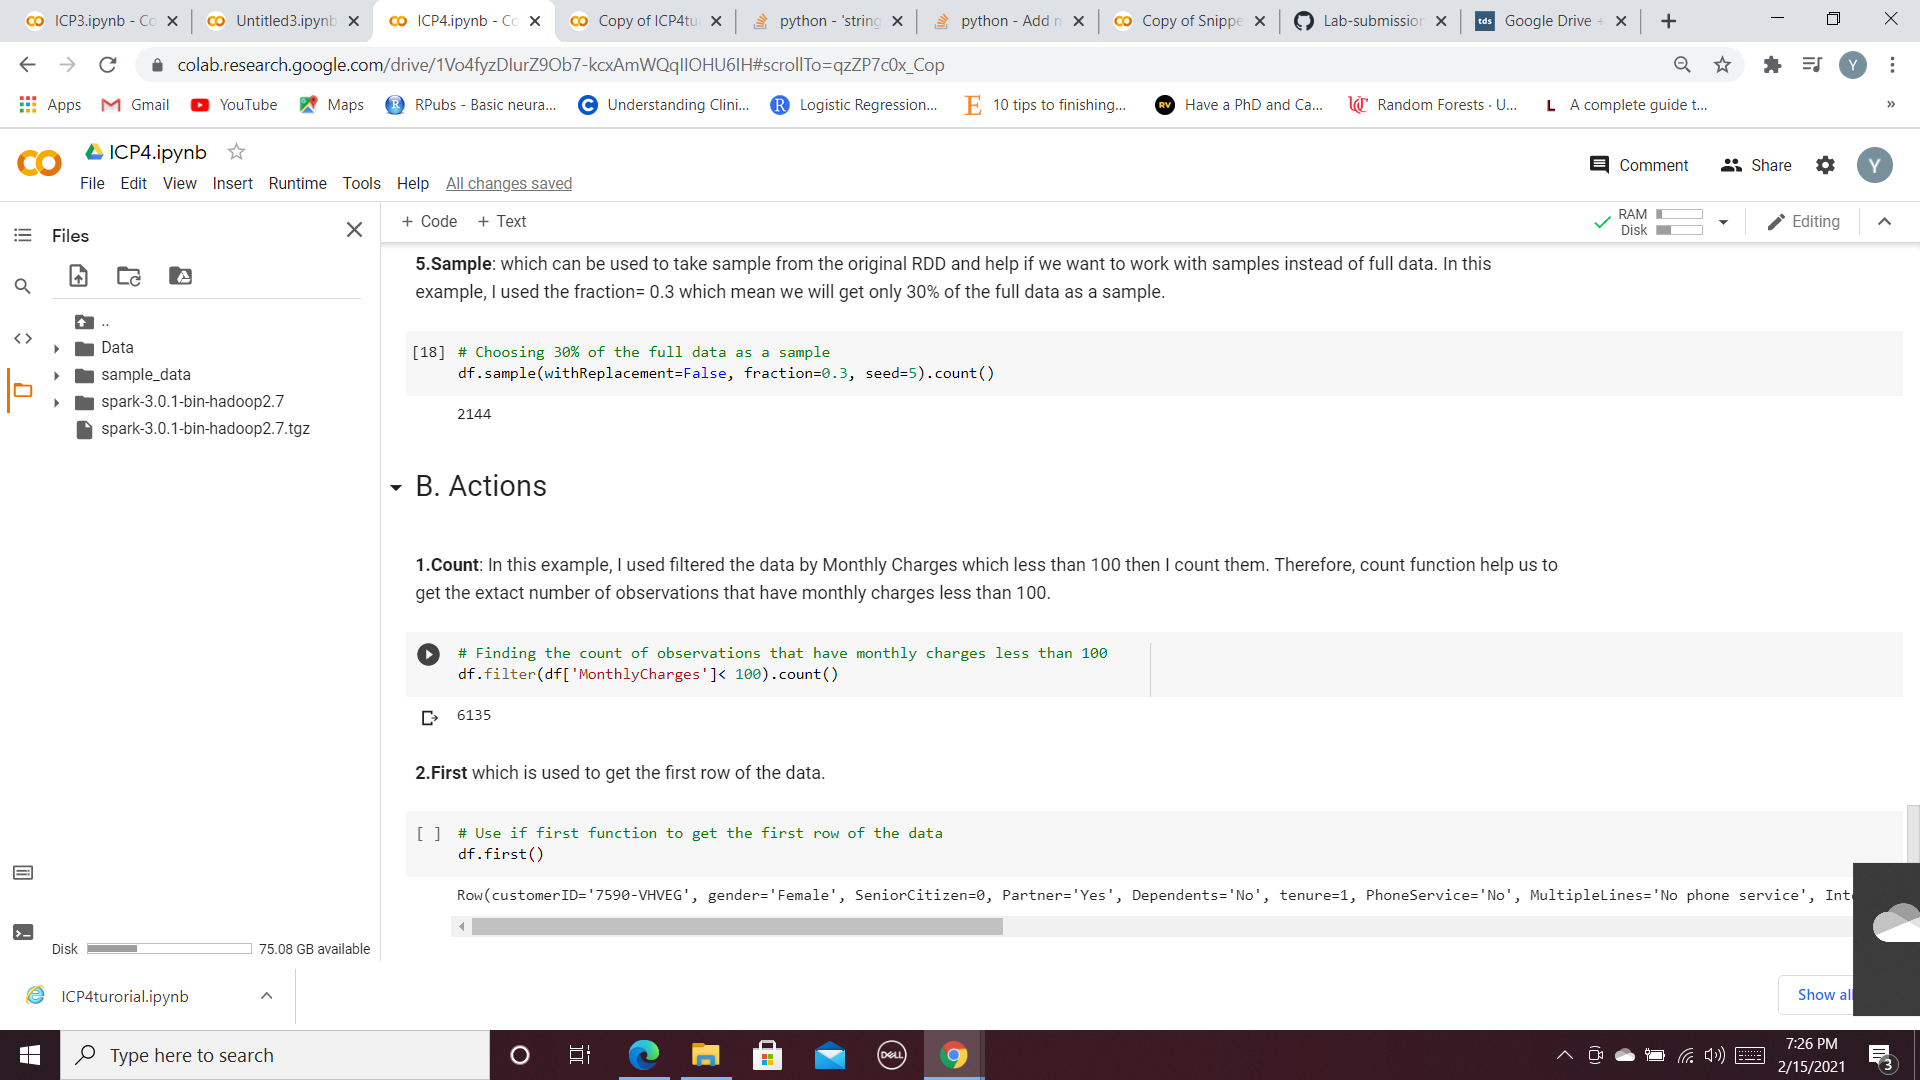 ICP3.ipynb - Co
Untitled3.ipynb
ICP4.ipynb - Co
Copy of ICP4tu
python - 'string
python - Add m
Copy of Snippe
Lab-submission
tds Google Drive +
colab.research.google.com/drive/1Vo4fyzDIurZ9Ob7-kcxAmWQqIIOHU6IH#scrollTo=qzZP7c0x_Cop
Y
Apps
Gmail
YouTube
Maps
R RPubs - Basic neura...
C Understanding Clini...
R Logistic Regression...
E 10 tips to finishing...
RV Have a PhD and Ca...
UC Random Forests · U...
L A complete guide t...
»
ICP4.ipynb
Comment
Share
Y
File Edit View Insert Runtime Tools Help All changes saved
Files
+ Code + Text
RAM
Disk
Editing
..
Data
sample_data
spark-3.0.1-bin-hadoop2.7
spark-3.0.1-bin-hadoop2.7.tgz
5.Sample: which can be used to take sample from the original RDD and help if we want to work with samples instead of full data. In this
example, I used the fraction= 0.3 which mean we will get only 30% of the full data as a sample.
[18] # Choosing 30% of the full data as a sample
df.sample(withReplacement=False, fraction=0.3, seed=5).count()
2144
B. Actions
1.Count: In this example, I used filtered the data by Monthly Charges which less than 100 then I count them. Therefore, count function help us to
get the extact number of observations that have monthly charges less than 100.
# Finding the count of observations that have monthly charges less than 100
df.filter(df['MonthlyCharges']< 100).count()
6135
2.First which is used to get the first row of the data.
[ ] # Use if first function to get the first row of the data
df.first()
Row(customerID='7590-VHVEG', gender='Female', SeniorCitizen=0, Partner='Yes', Dependents='No', tenure=1, PhoneService='No', MultipleLines='No phone service', Inte
Disk 75.08 GB available
ICP4turorial.ipynb
Show all
Type here to search
DELL
7:26 PM
2/15/2021
3